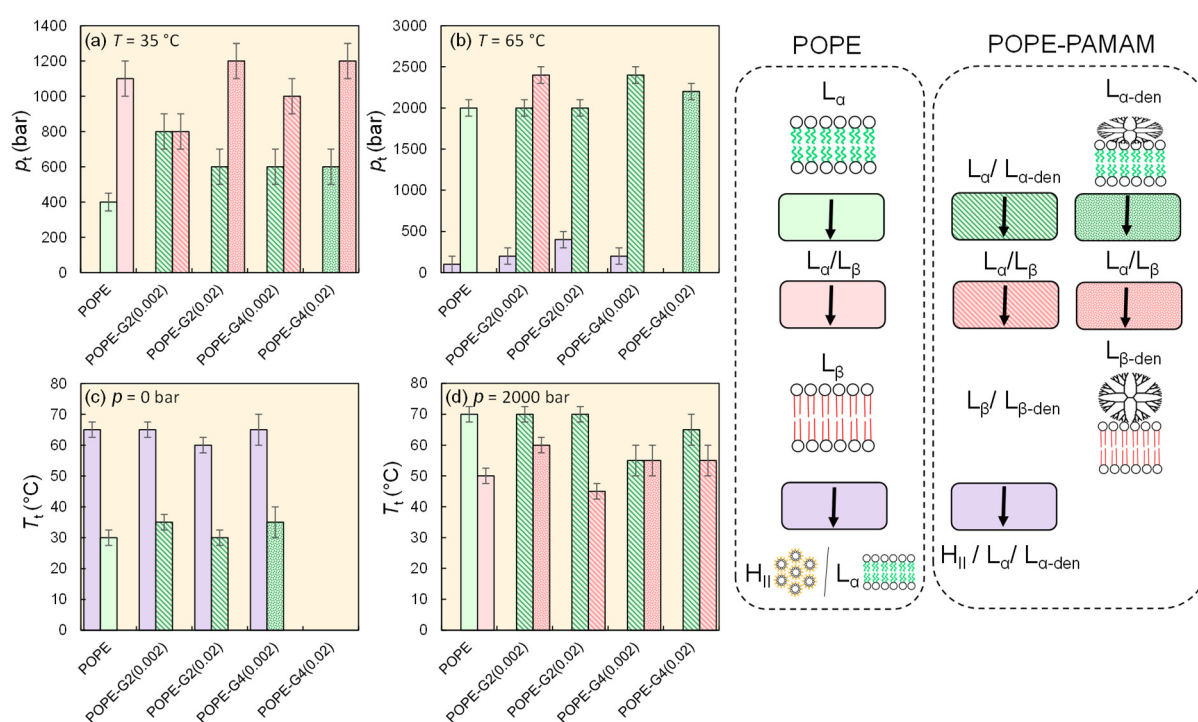 (a) T = 35 °C
pt (bar)
1400
1200
1000
800
600
400
200
0
POPE
POPE-G2(0.002)
POPE-G2(0.02)
POPE-G4(0.002)
POPE-G4(0.02)
(b) T = 65 °C
pt (bar)
3000
2500
2000
1500
1000
500
0
POPE
POPE-G2(0.002)
POPE-G2(0.02)
POPE-G4(0.002)
POPE-G4(0.02)
(c) p = 0 bar
Tt (°C)
80
70
60
50
40
30
20
10
0
POPE
POPE-G2(0.002)
POPE-G2(0.02)
POPE-G4(0.002)
POPE-G4(0.02)
(d) p = 2000 bar
Tt (°C)
80
70
60
50
40
30
20
10
0
POPE
POPE-G2(0.002)
POPE-G2(0.02)
POPE-G4(0.002)
POPE-G4(0.02)
POPE
Lα
Lα/Lβ
Lβ
HII / Lα
POPE-PAMAM
Lα-den
Lα/ Lα-den
Lα/Lβ
Lα/Lβ
Lβ-den
Lβ/ Lβ-den
HII / Lα/ Lα-den